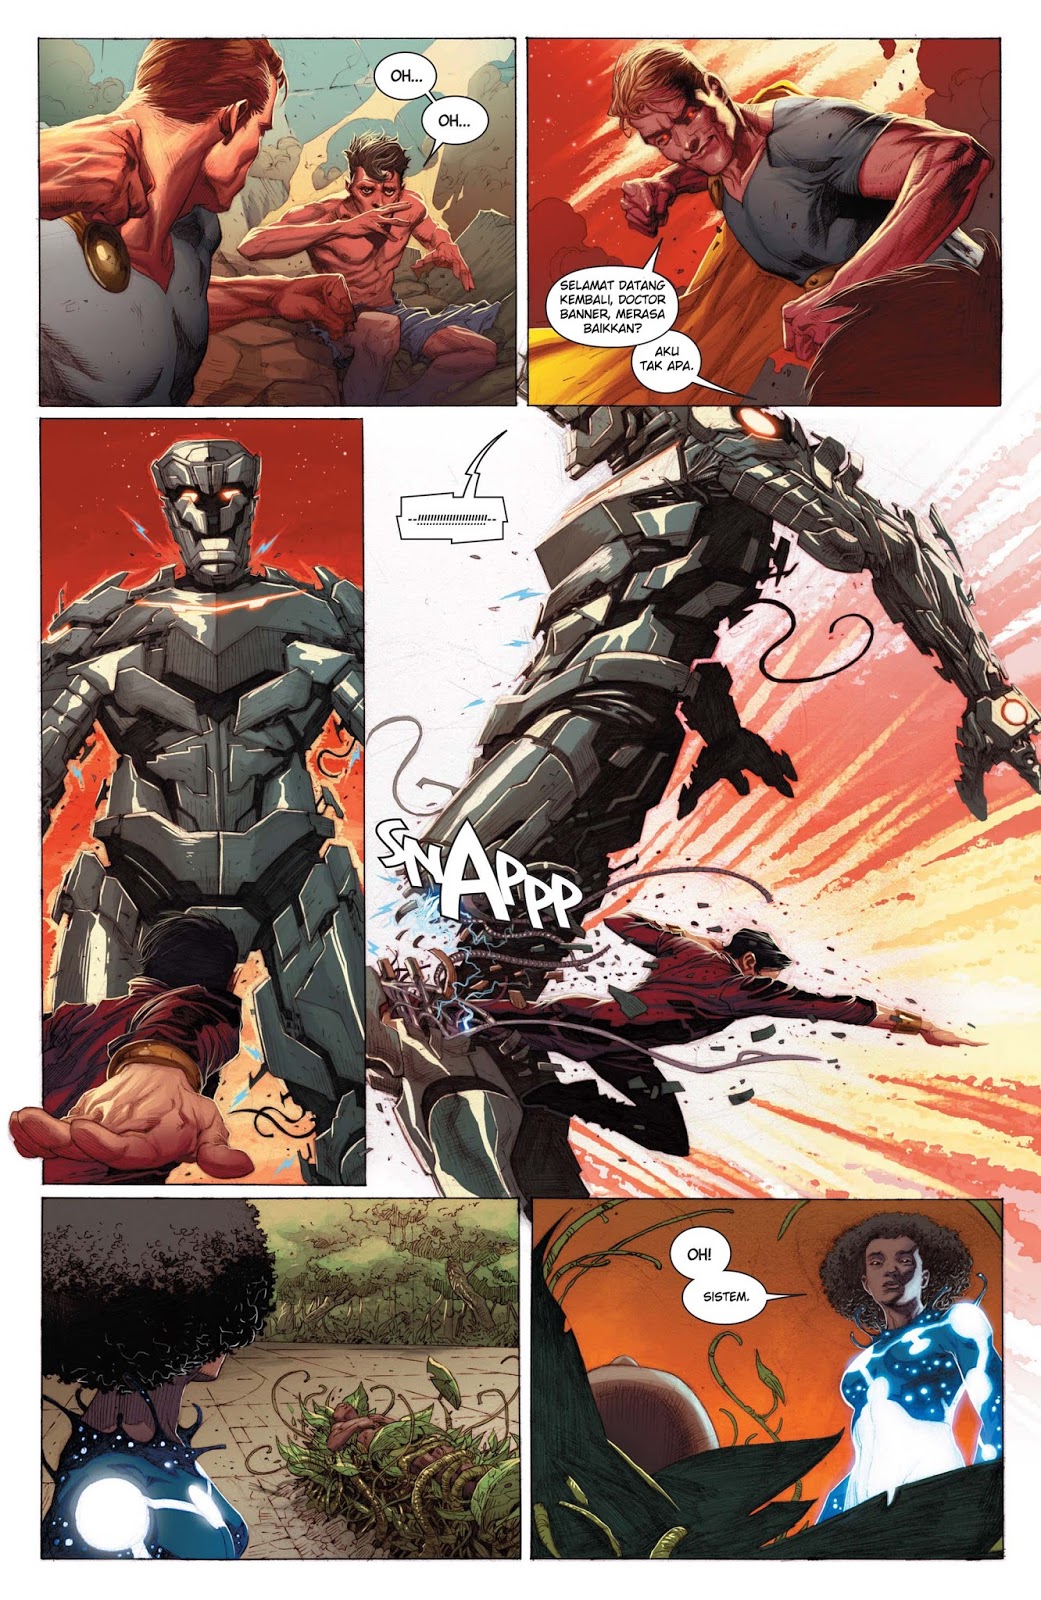 OH...
OH...
SELAMAT DATANG
KEMBALI, DOCTOR
BANNER, MERASA
BAIKKAN?
AKU
TAK APA.
SNAPPP
OH!
SISTEM.